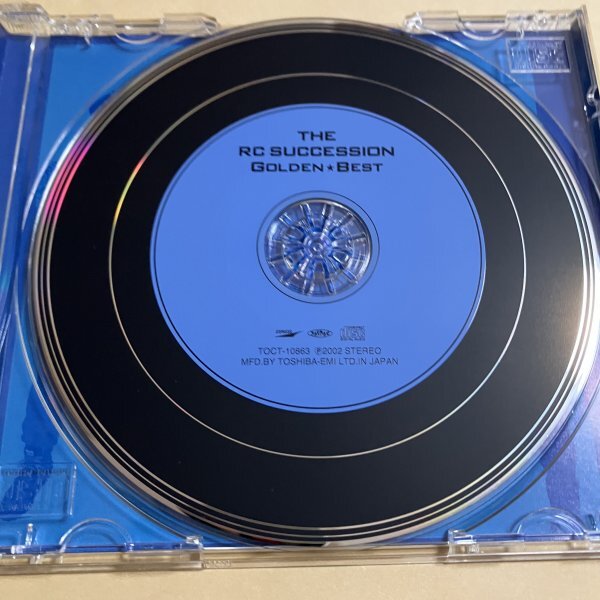 THE
RC SUCCESSION
GOLDEN★BEST
TOCT-10863 ℗2002 STEREO
MFD.BY TOSHIBA-EMI LTD.IN JAPAN